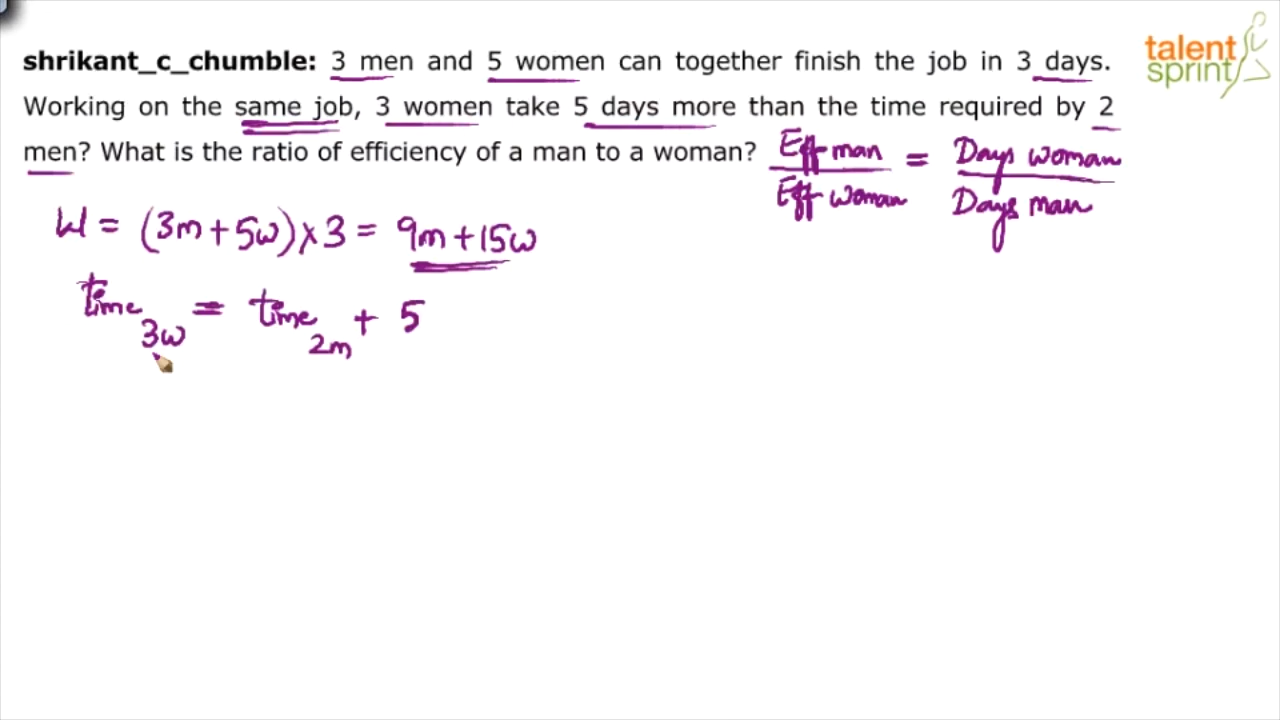 talent
sprint
shrikant_c_chumble: 3 men and 5 women can together finish the job in 3 days.
Working on the same job, 3 women take 5 days more than the time required by 2
men? What is the ratio of efficiency of a man to a woman?
Eff man / Eff woman = Days woman / Days man
W = (3m + 5w) x 3 = 9m + 15w
time 3w = time 2m + 5